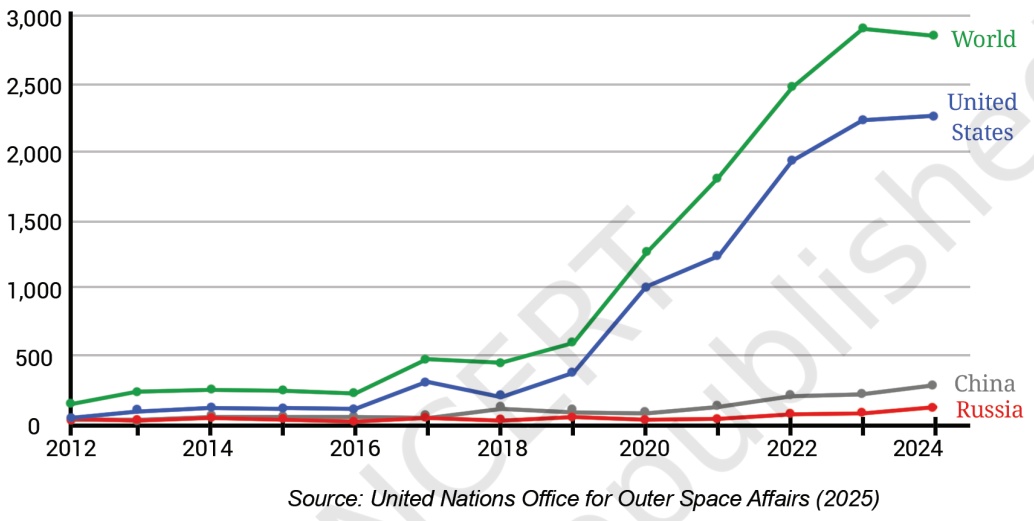 3,000
World
United
States
2,500
2,000
1,500
1,000
500
China
Russia
0
2012 2014 2016 2018 2020 2022 2024
Source: United Nations Office for Outer Space Affairs (2025)
NCERT